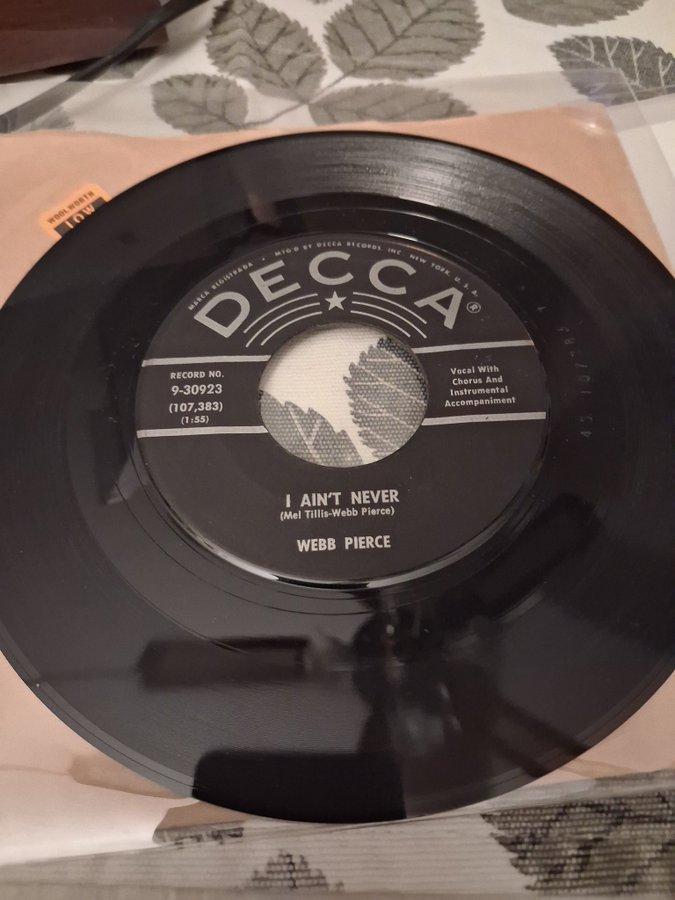 WOOLWORTH
LOW
MARCA REGISTRADA • MFG'D BY DECCA RECORDS, INC. NEW YORK, U.S.A.
DECCA®
RECORD NO.
9-30923
(107,383)
(1:55)
Vocal With
Chorus And
Instrumental
Accompaniment
I AIN'T NEVER
(Mel Tillis-Webb Pierce)
WEBB PIERCE